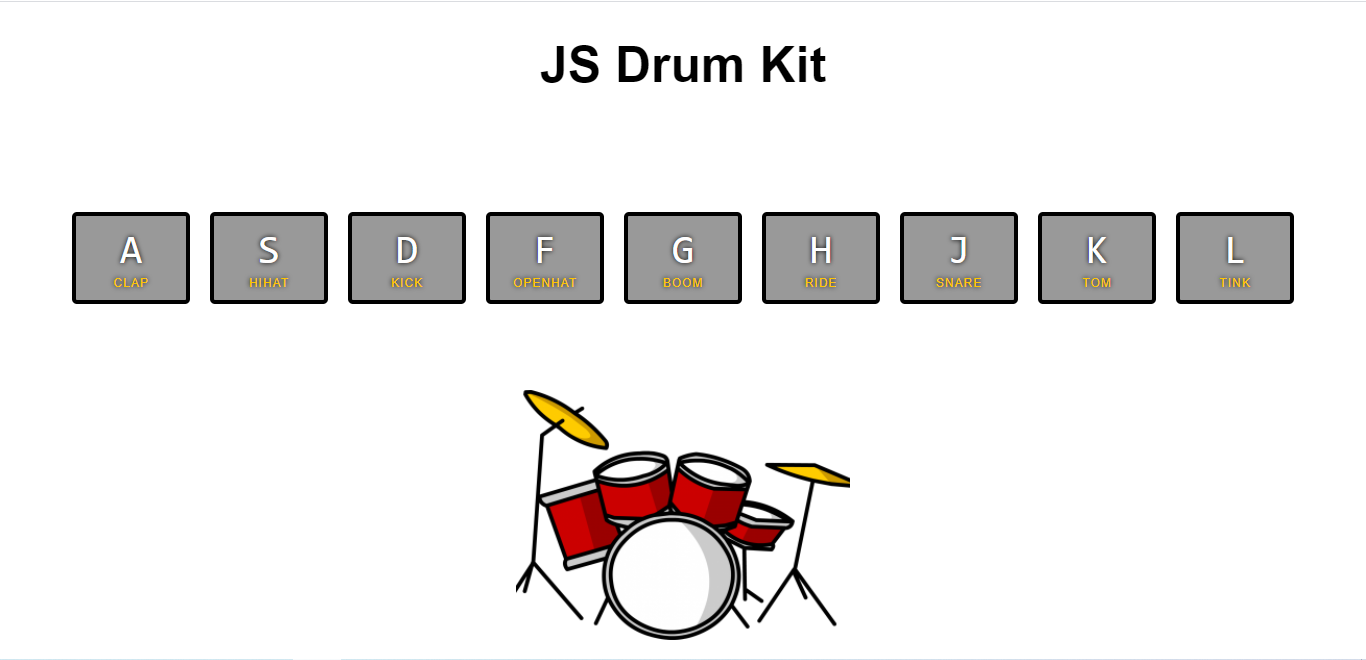 JS Drum Kit
A S D F G H J K L
CLAP HIHAT KICK OPENHAT BOOM RIDE SNARE TOM TINK